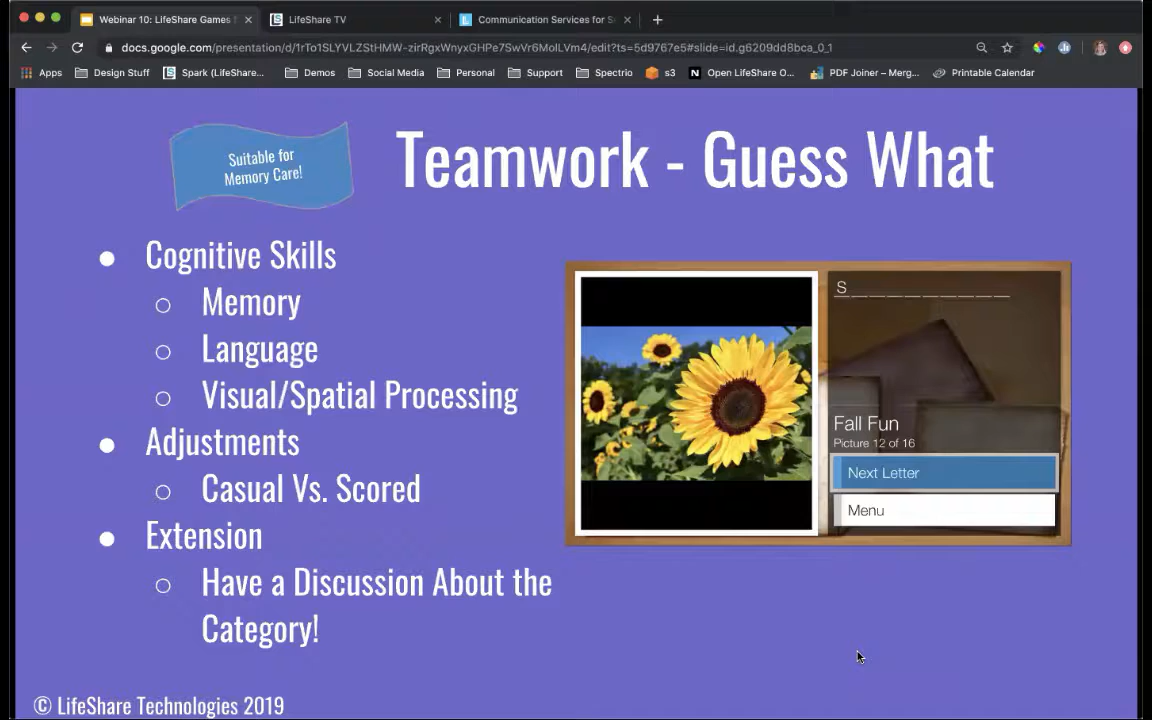 Webinar 10: LifeShare Games
LifeShare TV
Communication Services for S
docs.google.com/presentation/d/1rTo1SLYVLZStHMW-zirRgxWnyxGHPe7SwVr6MolLVm4/edit?ts=5d9767e5#slide=id.g6209dd8bca_0_1
Apps
Design Stuff
Spark (LifeShare...
Demos
Social Media
Personal
Support
Spectrio
s3
Open LifeShare O...
PDF Joiner – Merg...
Printable Calendar
Suitable for
Memory Care!
Teamwork - Guess What
● Cognitive Skills
○ Memory
○ Language
○ Visual/Spatial Processing
● Adjustments
○ Casual Vs. Scored
● Extension
○ Have a Discussion About the
Category!
S_ _ _ _ _ _ _ _ _
Fall Fun
Picture 12 of 16
Next Letter
Menu
© LifeShare Technologies 2019